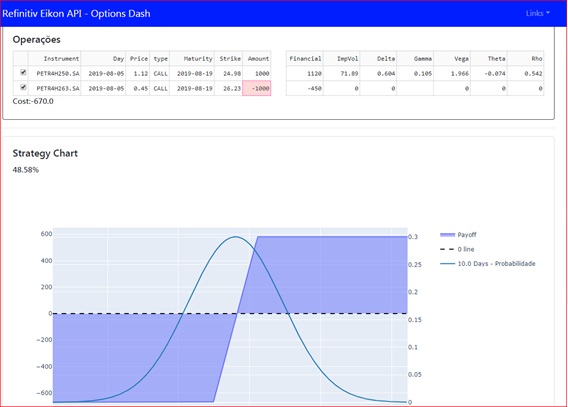 Refinitiv Eikon API - Options Dash
Links
Operações
Instrument Day Price type Maturity Strike Amount Financial ImpVol Delta Gamma Vega Theta Rho
PETR4H250.SA 2019-08-05 1.12 CALL 2019-08-19 24.98 1000 1120 71.89 0.604 0.105 1.966 -0.074 0.542
PETR4H263.SA 2019-08-05 0.45 CALL 2019-08-19 26.23 -1000 -450 0 0 0 0 0
Cost:-670.0
Strategy Chart
48.58%
600
400
200
0
−200
−400
−600
0.3
0.25
0.2
0.15
0.1
0.05
0
Payoff
0 line
10.0 Days - Probabilidade